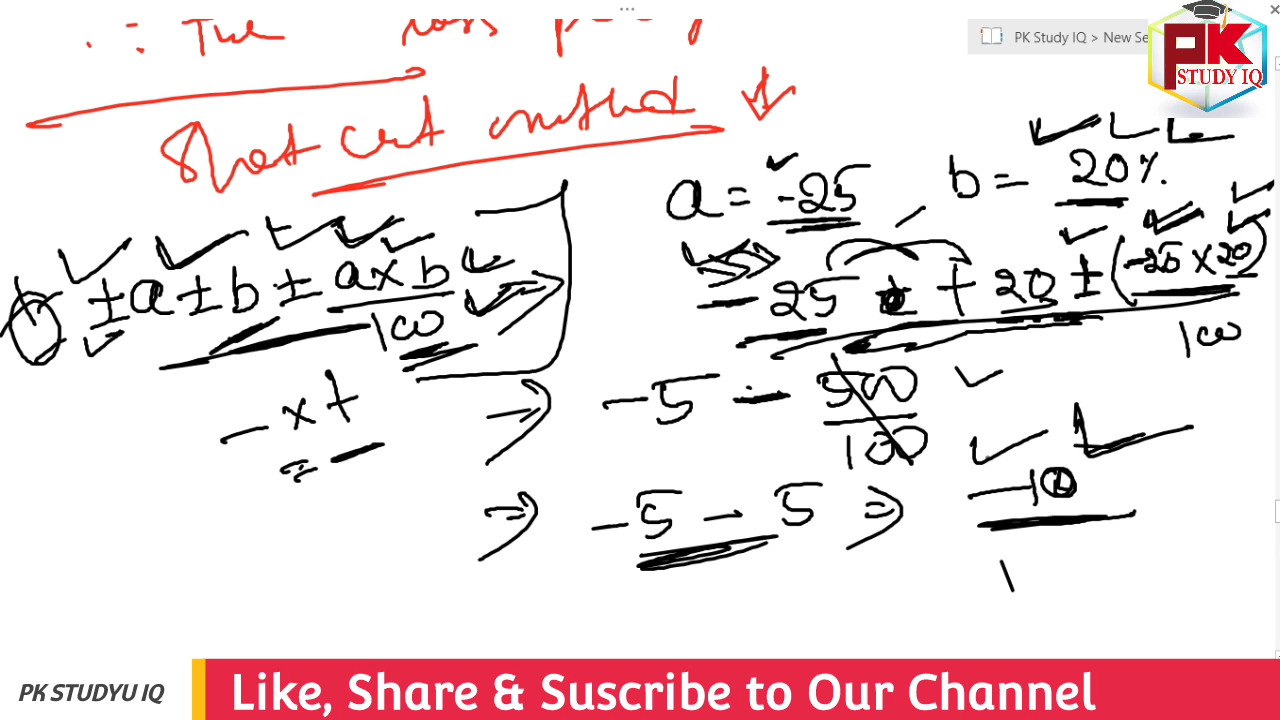 ∴ The loss
PK Study IQ > New Se
PK
STUDY IQ
Short cut method
a = -25 b = 20%
± a ± b ± a x b / 100
- 25 + 20 ± (-25 x 20) / 100
- x +
= -
⇒ -5 - 500 / 100
⇒ -5 - 5 ⇒ -10
PK STUDYU IQ
Like, Share & Suscribe to Our Channel